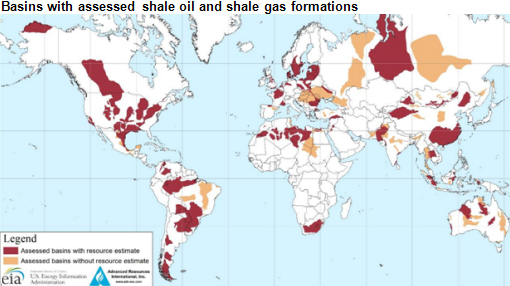 Basins with assessed shale oil and shale gas formations
Legend
Assessed basins with resource estimate
Assessed basins without resource estimate
eia
U.S. Energy Information
Administration
Advanced Resources
International, Inc.